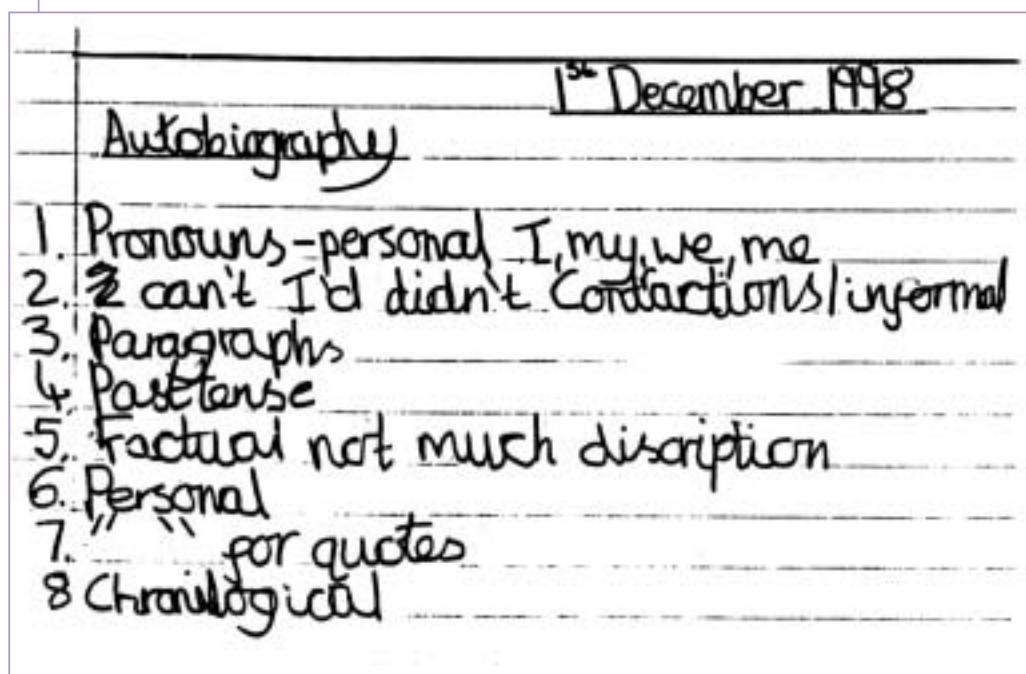 1st December 1998
Autobiography
1. Pronouns-personal I, my, we, me
2. can't I'd didn't Contractions/informal
3. Paragraphs
4. Past tense
5. Factual not much discription
6. Personal
7. " " for quotes
8 Chronilogical